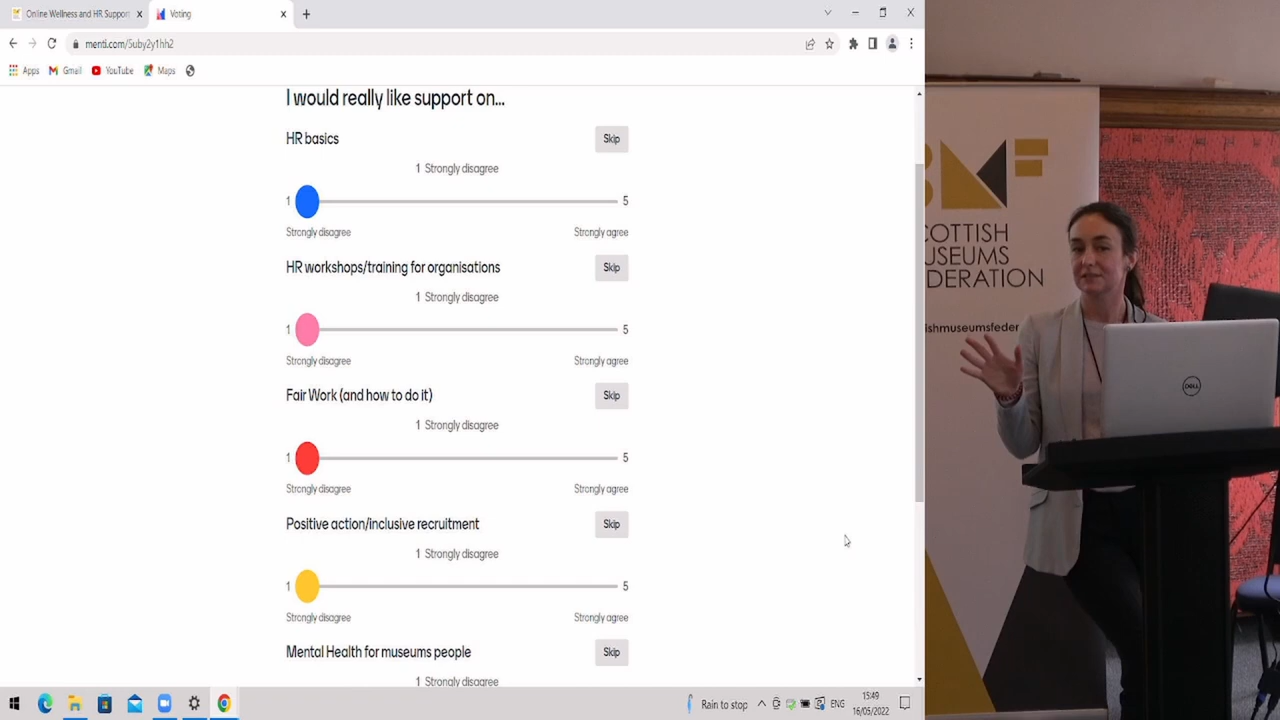 Online Wellness and HR Support
Voting
menti.com/5uby2y1hh2
Apps
Gmail
YouTube
Maps
I would really like support on...
HR basics
Skip
1 Strongly disagree
1
5
Strongly disagree
Strongly agree
HR workshops/training for organisations
Skip
1 Strongly disagree
1
5
Strongly disagree
Strongly agree
Fair Work (and how to do it)
Skip
1 Strongly disagree
1
5
Strongly disagree
Strongly agree
Positive action/inclusive recruitment
Skip
1 Strongly disagree
1
5
Strongly disagree
Strongly agree
Mental Health for museums people
Skip
1 Strongly disagree
Rain to stop
ENG
15:49
16/05/2022
MF
COTTISH
USEUMS
DERATION
ishmuseumsfeder
DELL